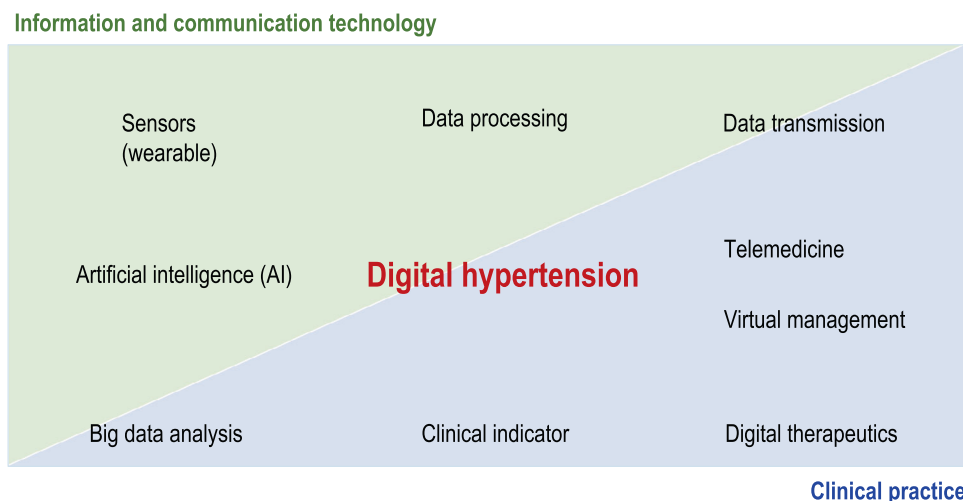 Information and communication technology
Sensors
(wearable)
Data processing
Data transmission
Artificial intelligence (AI)
Digital hypertension
Telemedicine
Virtual management
Big data analysis
Clinical indicator
Digital therapeutics
Clinical practice